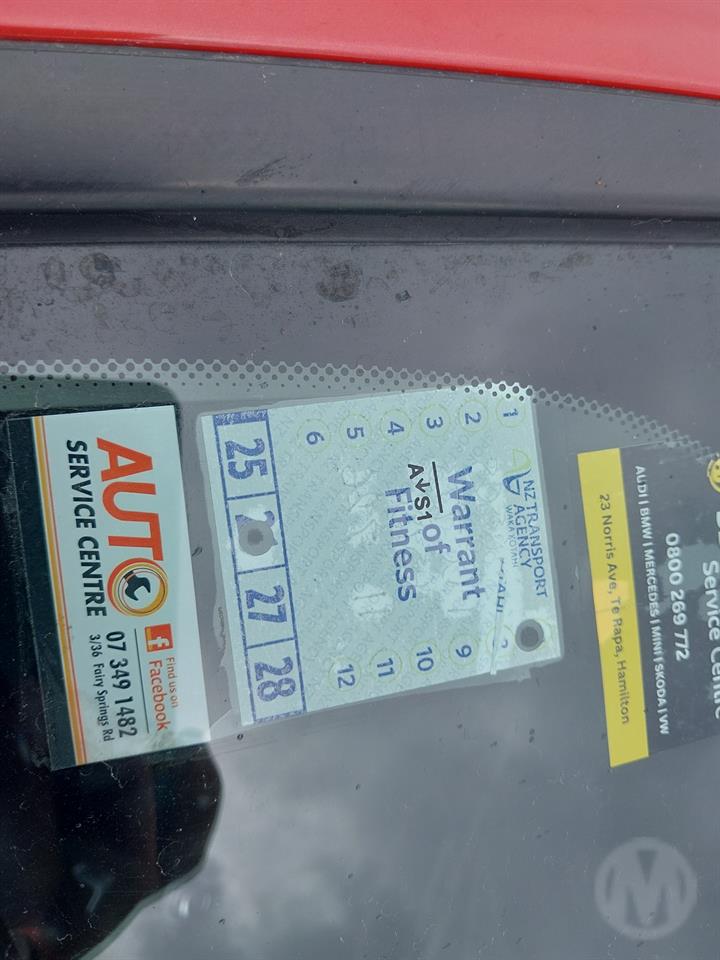 AUTO
SERVICE CENTRE
Find us on
Facebook
07 349 1482
3/36 Fairy Springs Rd
NZ TRANSPORT
AGENCY
WAKA KOTAHI
Warrant
of
Fitness
A↓S1
1
2
3
4
5
6
9
10
11
12
25
27
28
Service Centre
AUDI | BMW | MERCEDES | MINI | SKODA | VW
0800 269 772
23 Norris Ave, Te Rapa, Hamilton
M